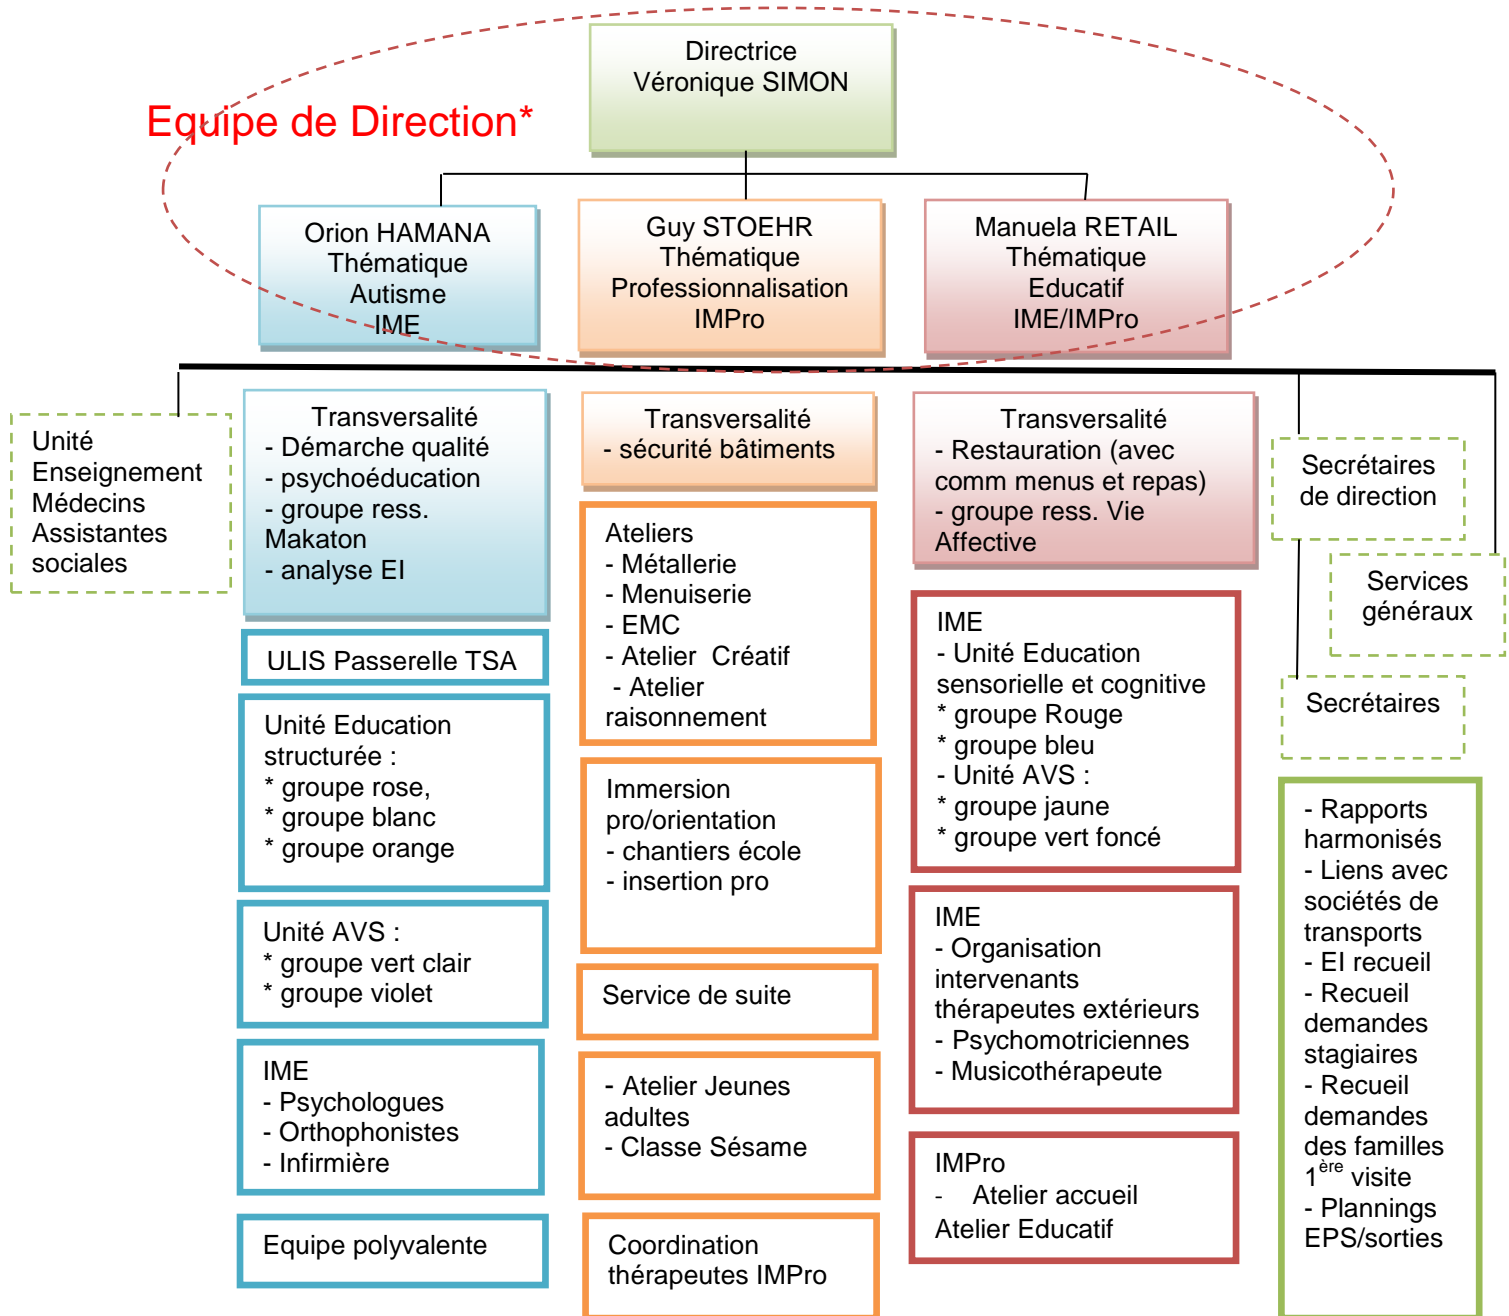 Directrice
Véronique SIMON
Equipe de Direction*
Orion HAMANA
Thématique
Autisme
IME
Guy STOEHR
Thématique
Professionnalisation
IMPro
Manuela RETAIL
Thématique
Educatif
IME/IMPro
Unité
Enseignement
Médecins
Assistantes
sociales
Transversalité
- Démarche qualité
- psychoéducation
- groupe ress.
Makaton
- analyse EI
ULIS Passerelle TSA
Unité Education
structurée :
* groupe rose,
* groupe blanc
* groupe orange
Unité AVS :
* groupe vert clair
* groupe violet
IME
- Psychologues
- Orthophonistes
- Infirmière
Equipe polyvalente
Transversalité
- sécurité bâtiments
Ateliers
- Métallerie
- Menuiserie
- EMC
- Atelier Créatif
- Atelier
raisonnement
Immersion
pro/orientation
- chantiers école
- insertion pro
Service de suite
- Atelier Jeunes
adultes
- Classe Sésame
Coordination
thérapeutes IMPro
Transversalité
- Restauration (avec
comm menus et repas)
- groupe ress. Vie
Affective
IME
- Unité Education
sensorielle et cognitive
* groupe Rouge
* groupe bleu
- Unité AVS :
* groupe jaune
* groupe vert foncé
IME
- Organisation
intervenants
thérapeutes extérieurs
- Psychomotriciennes
- Musicothérapeute
IMPro
- Atelier accueil
Atelier Educatif
Secrétaires
de direction
Services
généraux
Secrétaires
- Rapports
harmonisés
- Liens avec
sociétés de
transports
- EI recueil
- Recueil
demandes
stagiaires
- Recueil
demandes
des familles
1ère visite
- Plannings
EPS/sorties